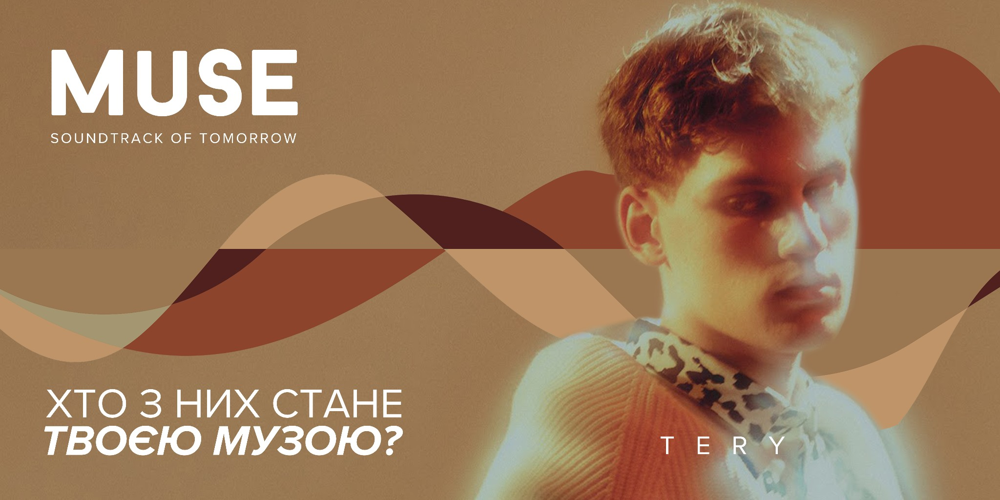 MUSE
SOUNDTRACK OF TOMORROW
ХТО З НИХ СТАНЕ
ТВОЄЮ МУЗОЮ?
TERY